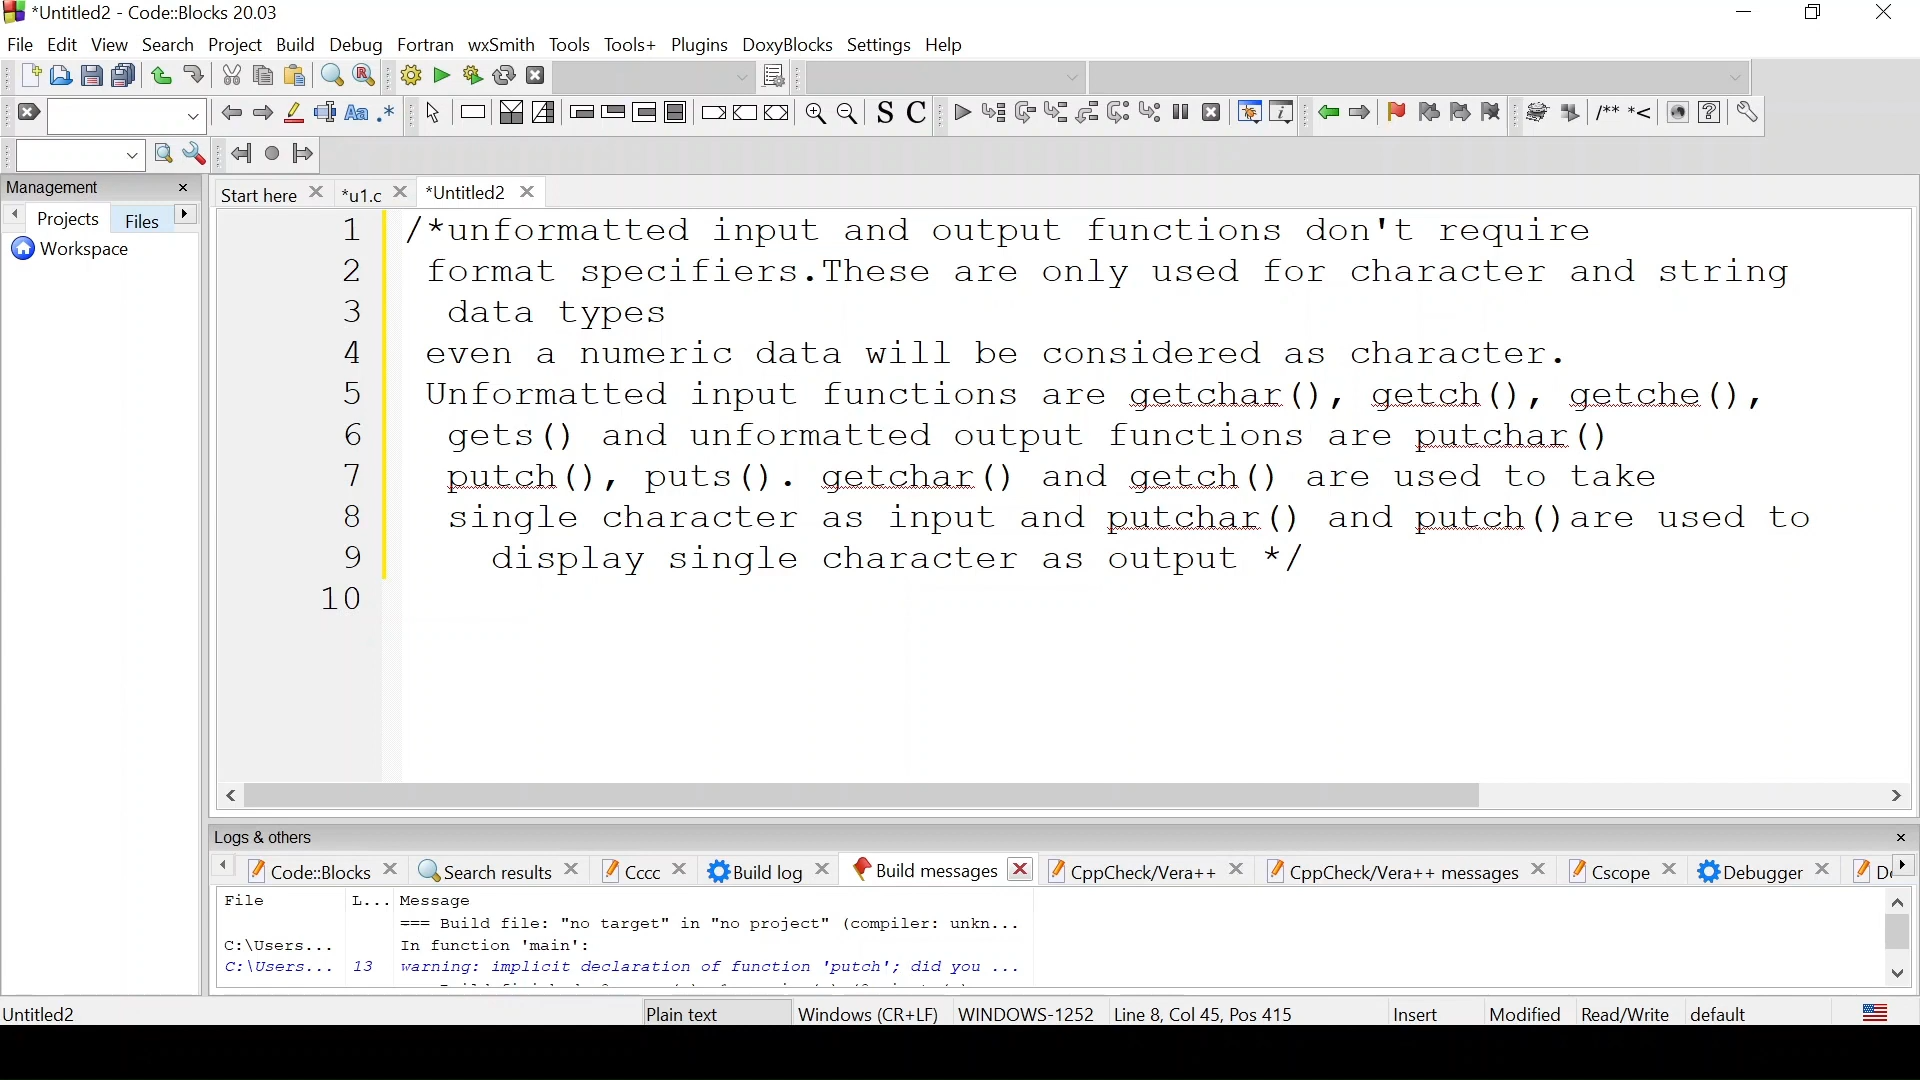 *Untitled2 - Code::Blocks 20.03
File Edit View Search Project Build Debug Fortran wxSmith Tools Tools+ Plugins DoxyBlocks Settings Help
S C /** *<
Management
Start here *u1.c *Untitled2
Projects Files
Workspace
1 /*unformatted input and output functions don't require
2 format specifiers.These are only used for character and string
3 data types
4 even a numeric data will be considered as character.
5 Unformatted input functions are getchar(), getch(), getche(),
6 gets() and unformatted output functions are putchar()
7 putch(), puts(). getchar() and getch() are used to take
8 single character as input and putchar() and putch()are used to
9 display single character as output */
10
Logs & others
Code::Blocks Search results Cccc Build log Build messages CppCheck/Vera++ CppCheck/Vera++ messages Cscope Debugger
File L... Message
=== Build file: "no target" in "no project" (compiler: unkn...
C:\Users... In function 'main':
C:\Users... 13 warning: implicit declaration of function 'putch'; did you ...
Untitled2 Plain text Windows (CR+LF) WINDOWS-1252 Line 8, Col 45, Pos 415 Insert Modified Read/Write default